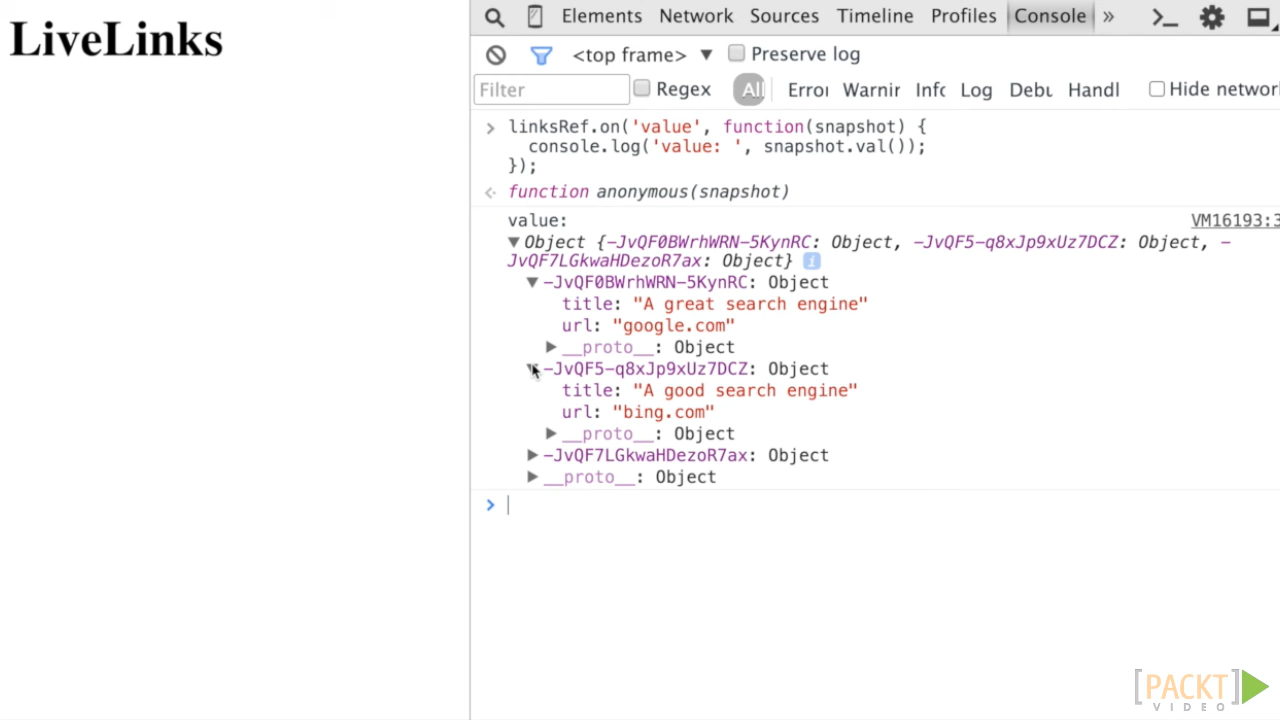 LiveLinks
Elements Network Sources Timeline Profiles Console »
<top frame> ▼ Preserve log
Filter Regex All Errol Warnir Infc Log Debu Handl Hide networ
linksRef.on('value', function(snapshot) {
console.log('value: ', snapshot.val());
});
function anonymous(snapshot)
value: VM16193:3
▼Object {-JvQF0BWrhWRN-5KynRC: Object, -JvQF5-q8xJp9xUz7DCZ: Object, -
JvQF7LGkwaHDezoR7ax: Object} i
▼-JvQF0BWrhWRN-5KynRC: Object
title: "A great search engine"
url: "google.com"
▶__proto__: Object
▼-JvQF5-q8xJp9xUz7DCZ: Object
title: "A good search engine"
url: "bing.com"
▶__proto__: Object
▶-JvQF7LGkwaHDezoR7ax: Object
▶__proto__: Object
[PACKT]
VIDEO